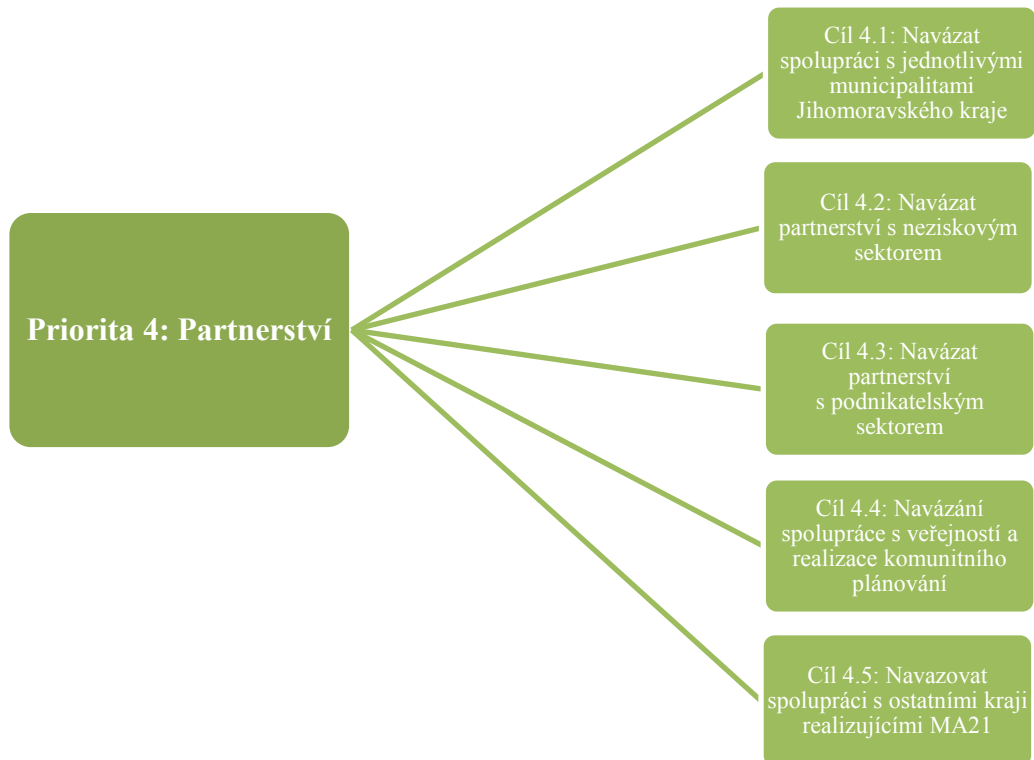 Priorita 4: Partnerství
Cíl 4.1: Navázat
spolupráci s jednotlivými
municipalitami
Jihomoravského kraje
Cíl 4.2: Navázat
partnerství s neziskovým
sektorem
Cíl 4.3: Navázat
partnerství
s podnikatelským
sektorem
Cíl 4.4: Navázání
spolupráce s veřejností a
realizace komunitního
plánování
Cíl 4.5: Navazovat
spolupráci s ostatními kraji
realizujícími MA21